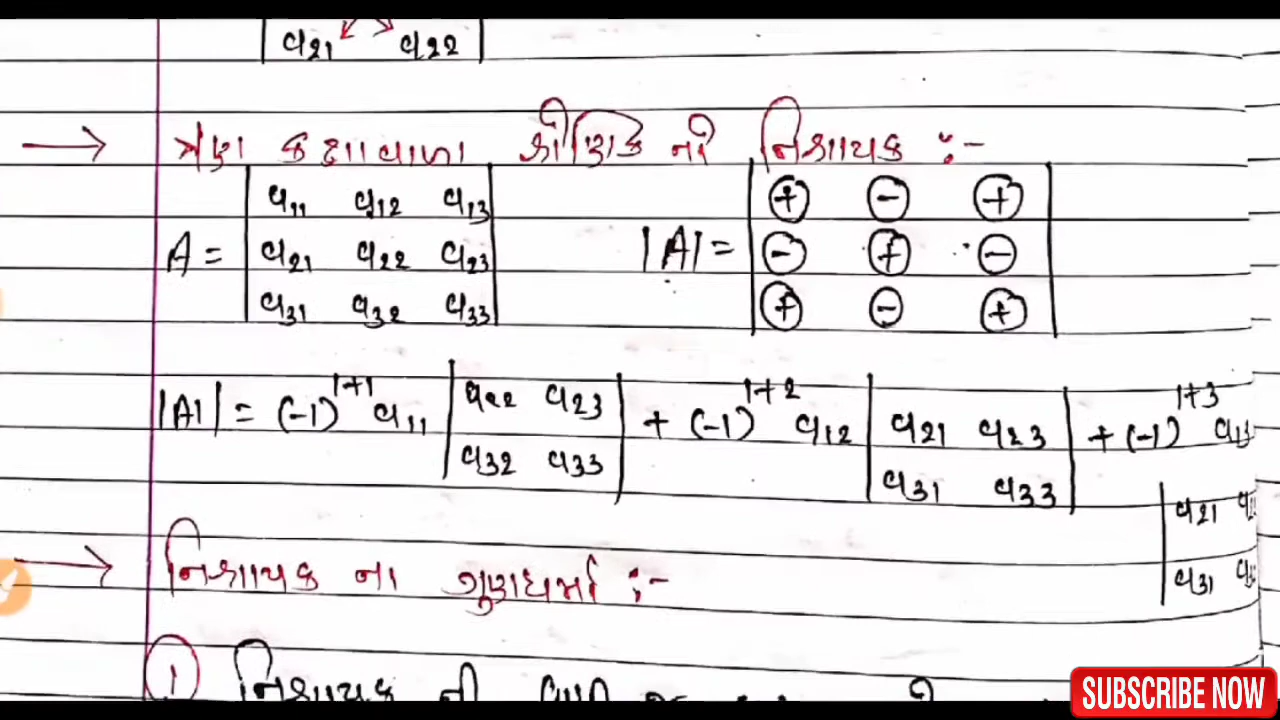 a21 a22
→ ત્રણ કક્ષાવાળા શ્રેણિક નો નિશ્ચાયક :-
A = | a11 a12 a13 | |A| = | + - + |
| a21 a22 a23 | | - + - |
| a31 a32 a33 | | + - + |
|A| = (-1)^1+1 a11 | a22 a23 | + (-1)^1+2 a12 | a21 a23 | + (-1)^1+3 a13
| a32 a33 | | a31 a33 |
| a21
| a31
→ નિશ્ચાયક ના ગુણધર્મો :-
1 નિશ્ચાયક ની
SUBSCRIBE NOW